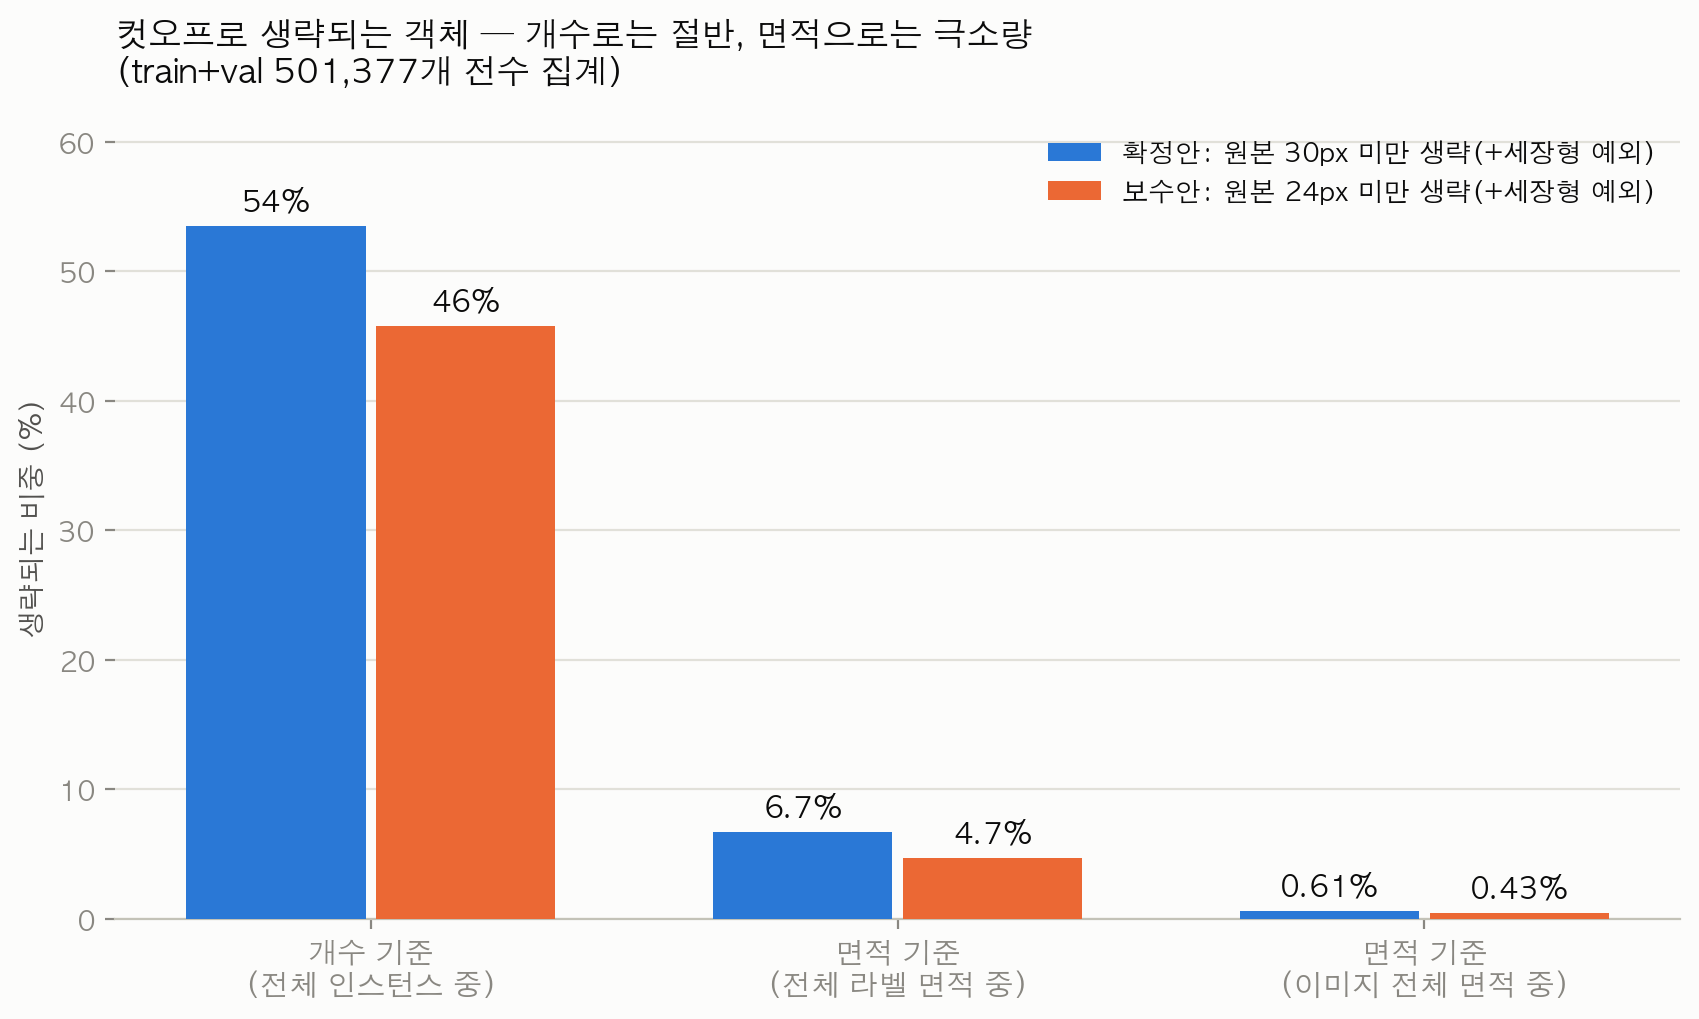 컷오프로 생략되는 객체 — 개수로는 절반, 면적으로는 극소량
(train+val 501,377개 전수 집계)
확정안: 원본 30px 미만 생략(+세장형 예외)
보수안: 원본 24px 미만 생략(+세장형 예외)
생략되는 비중 (%)
60
50
40
30
20
10
0
54%
46%
6.7%
4.7%
0.61%
0.43%
개수 기준
(전체 인스턴스 중)
면적 기준
(전체 라벨 면적 중)
면적 기준
(이미지 전체 면적 중)